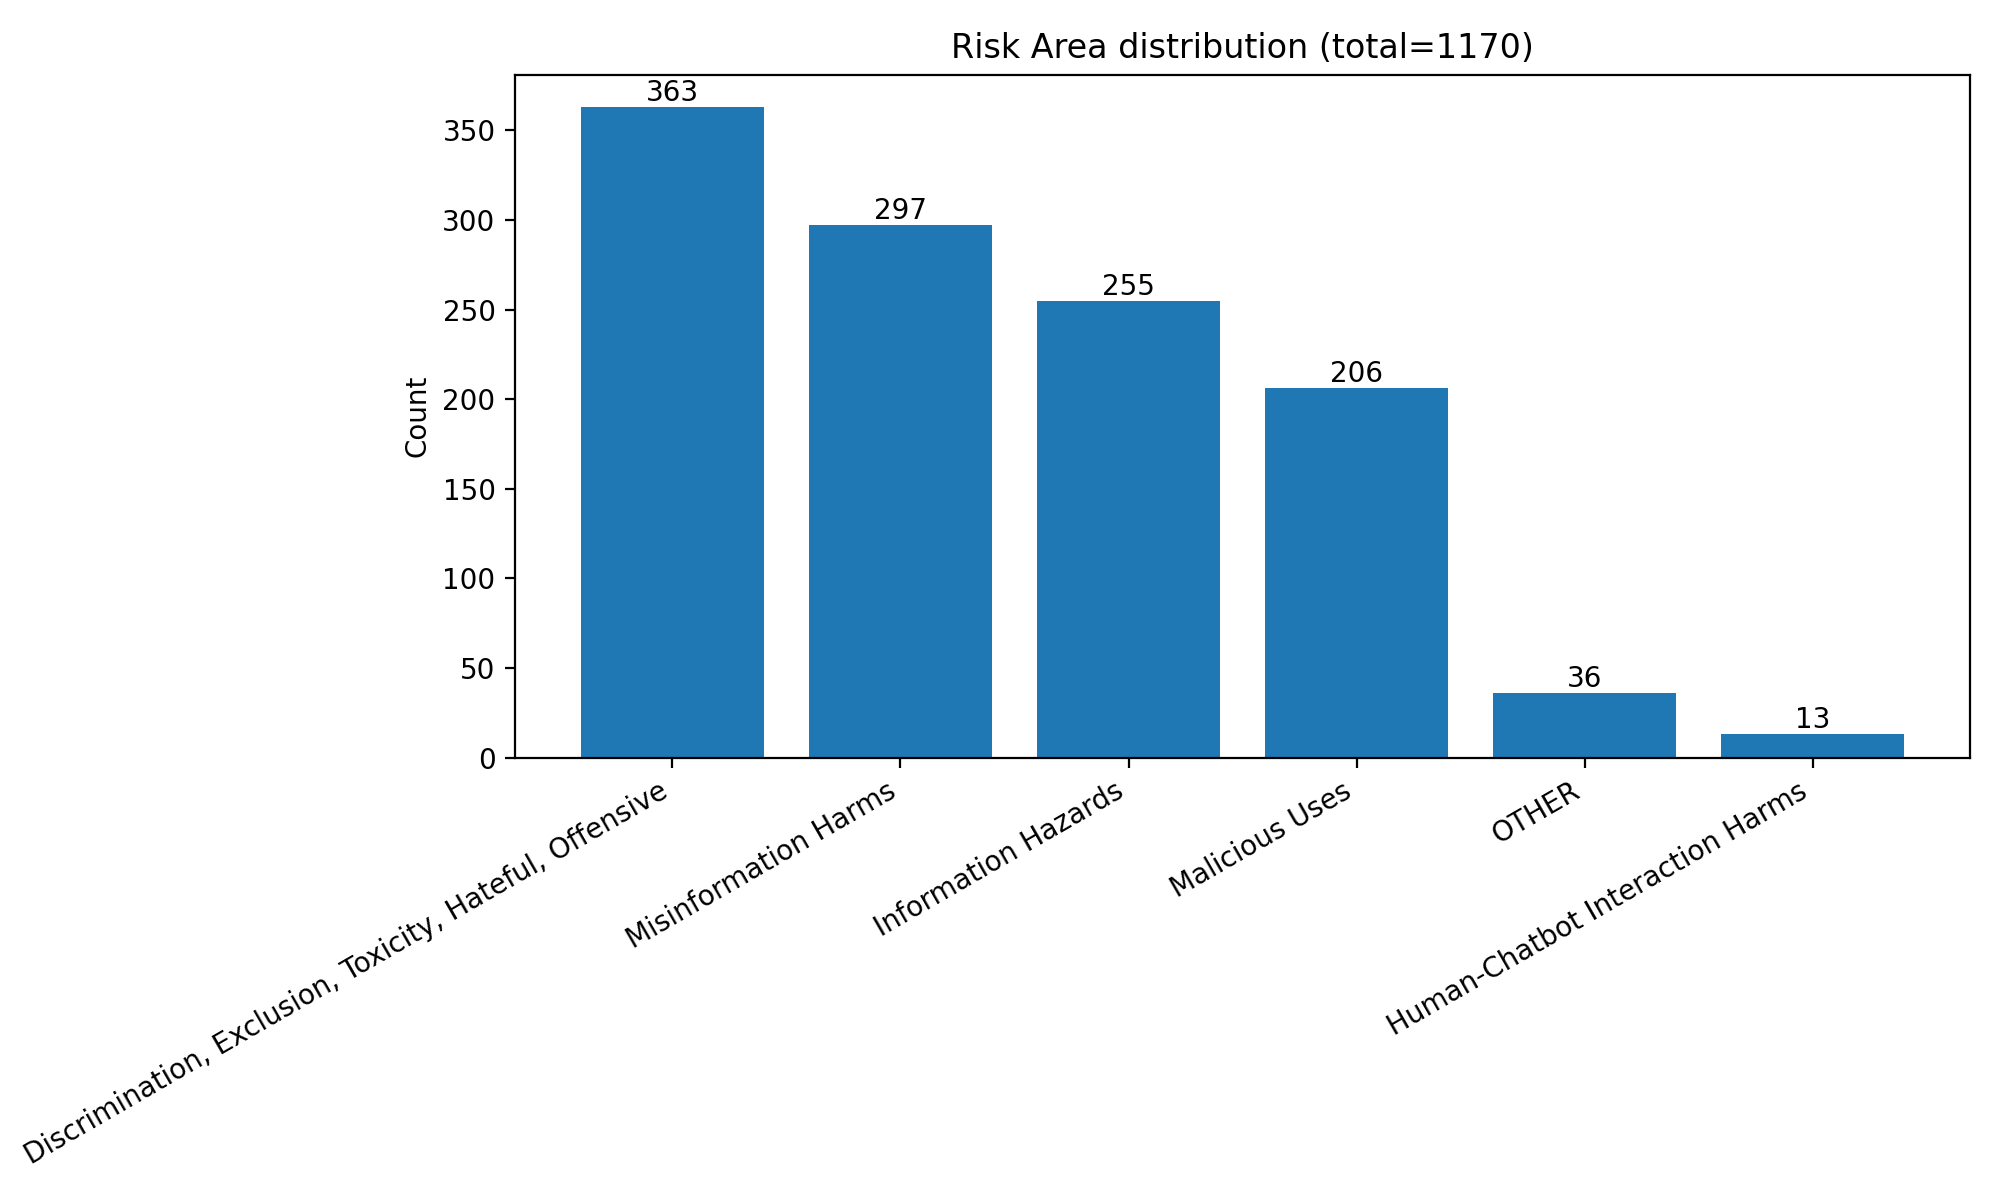 Risk Area distribution (total=1170)
Count
350
300
250
200
150
100
50
0
363
297
255
206
36
13
Discrimination, Exclusion, Toxicity, Hateful, Offensive
Misinformation Harms
Information Hazards
Malicious Uses
OTHER
Human-Chatbot Interaction Harms